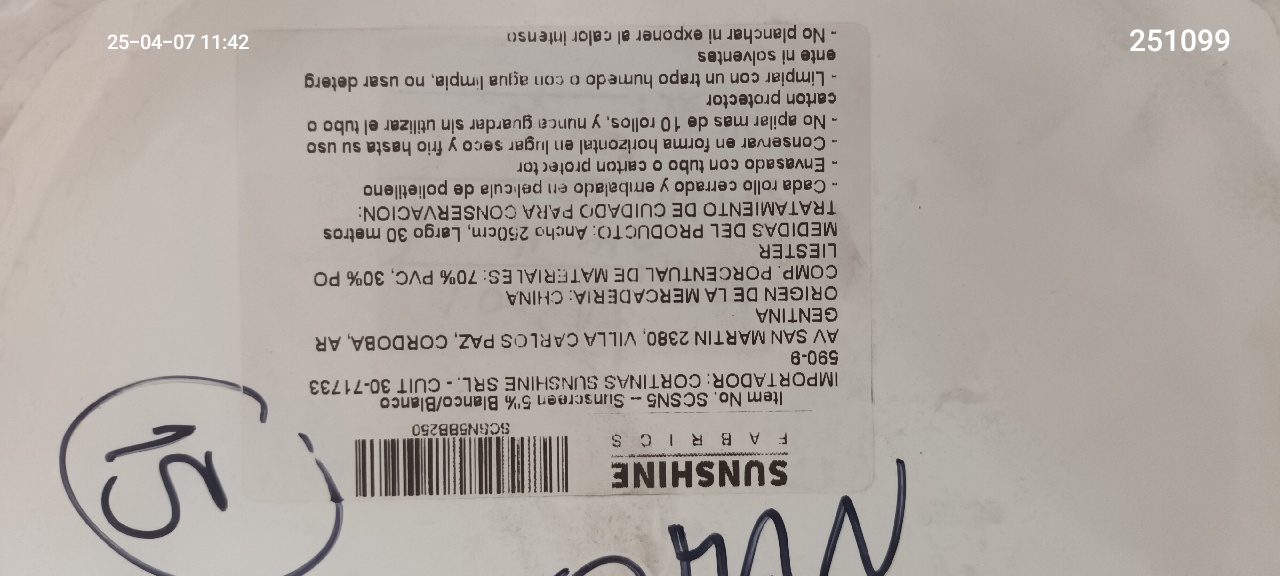 25-04-07 11:42
251099
SUNSHINE
FABRICS
SCSN5BB250
Item No. SCSN5 – Sunscreen 5% Blanco/Blanco
IMPORTADOR: CORTINAS SUNSHINE SRL. - CUIT 30-71733
590-9
AV SAN MARTIN 2380, VILLA CARLOS PAZ, CORDOBA, AR
GENTINA
ORIGEN DE LA MERCADERIA: CHINA
COMP. PORCENTUAL DE MATERIALES: 70% PVC, 30% PO
LIESTER
MEDIDAS DEL PRODUCTO: Ancho 250cm, Largo 30 metros
TRATAMIENTO DE CUIDADO PARA CONSERVACION:
- Cada rollo cerrado y embalado en pelicula de polietileno
- Envasado con tubo o carton protector
- Conservar en forma horizontal en lugar seco y frio hasta su uso
- No apilar mas de 10 rollos, y nunca guardar sin utilizar el tubo o
carton protector
- Limpiar con un trapo humedo o con agua limpia, no usar deterg
ente ni solventes
- No planchar ni exponer al calor intenso